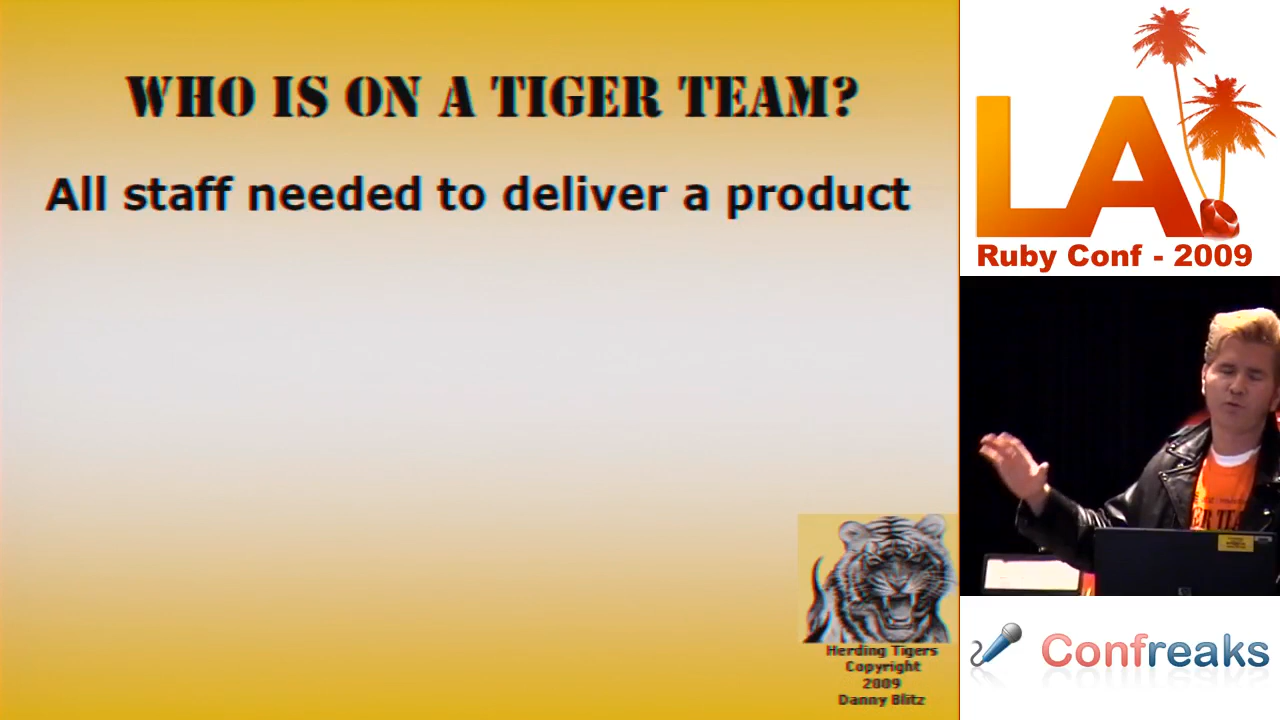 WHO IS ON A TIGER TEAM?
All staff needed to deliver a product
Herding Tigers
Copyright
2009
Danny Blitz
LA
Ruby Conf - 2009
Confreaks